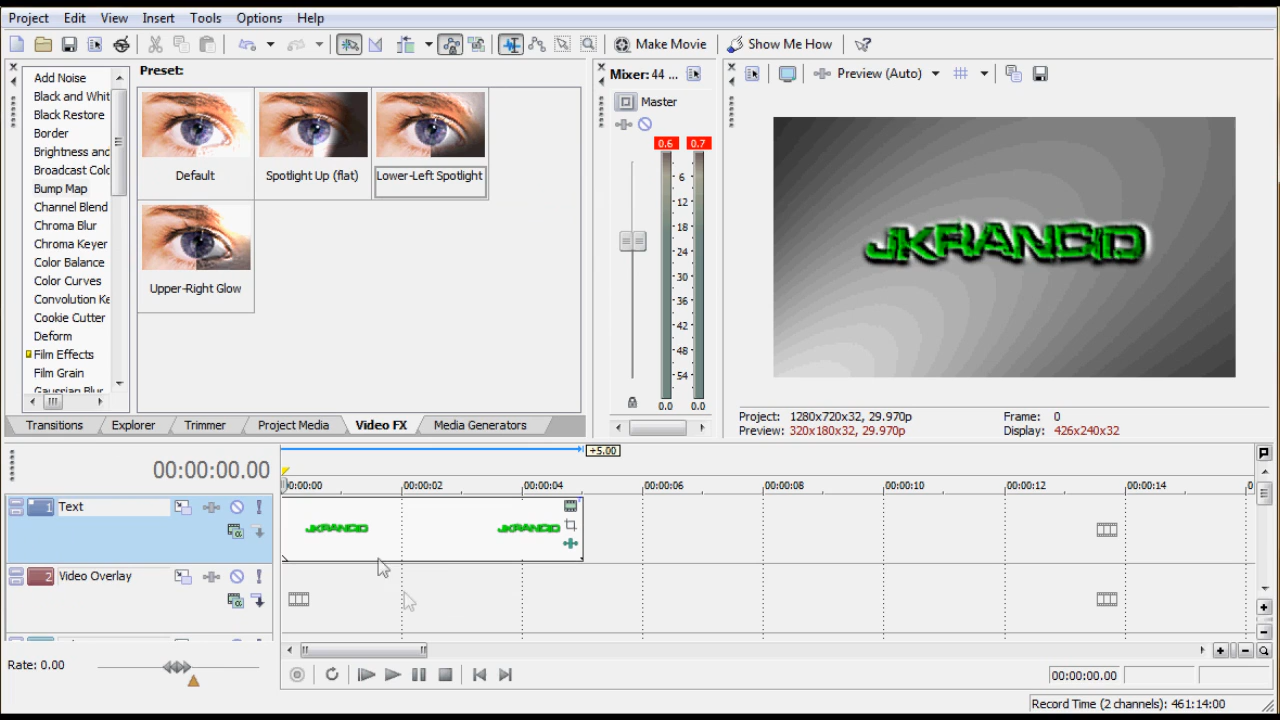 Project Edit View Insert Tools Options Help
Make Movie Show Me How
Add Noise
Black and Whit
Black Restore
Border
Brightness and
Broadcast Colo
Bump Map
Channel Blend
Chroma Blur
Chroma Keyer
Color Balance
Color Curves
Convolution Ke
Cookie Cutter
Deform
Film Effects
Film Grain
Gaussian Blur
Preset:
Default Spotlight Up (flat) Lower-Left Spotlight
Upper-Right Glow
Mixer: 44 ...
Master
0.6 0.7
6
12
18
24
30
36
42
48
54
0.0 0.0
Preview (Auto)
JKRANCID
Project: 1280x720x32, 29.970p Frame: 0
Preview: 320x180x32, 29.970p Display: 426x240x32
Transitions Explorer Trimmer Project Media Video FX Media Generators
+5.00
00:00:00.00
0:00:00 00:00:02 00:00:04 00:00:06 00:00:08 00:00:10 00:00:12 00:00:14 0
1 Text
JKRANCID JKRANCID
2 Video Overlay
Rate: 0.00
00:00:00.00
Record Time (2 channels): 461:14:00